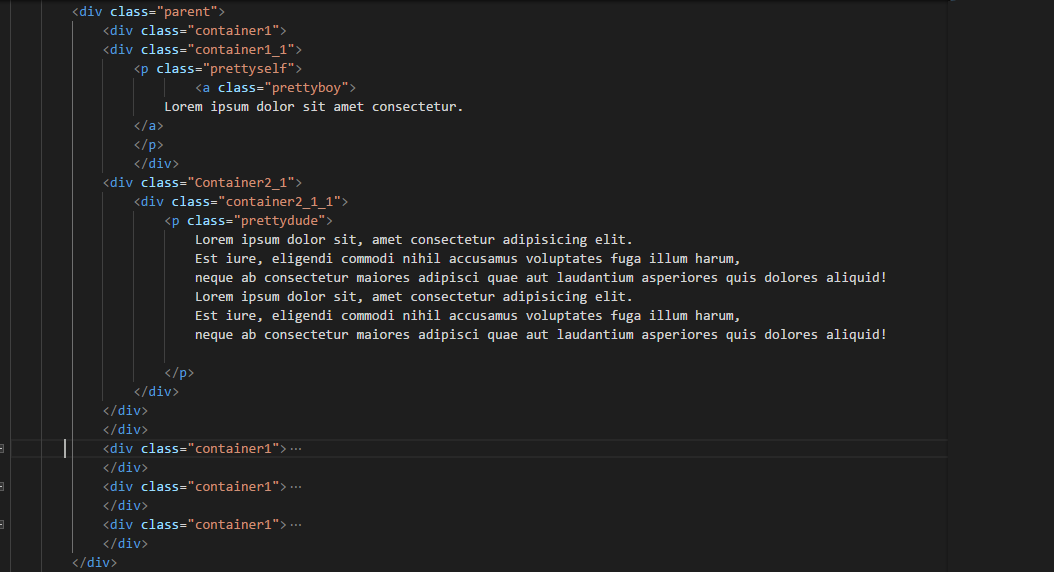 <div class="parent">
<div class="container1">
<div class="container1_1">
<p class="prettyself">
<a class="prettyboy">
Lorem ipsum dolor sit amet consectetur.
</a>
</p>
</div>
<div class="Container2_1">
<div class="container2_1_1">
<p class="prettydude">
Lorem ipsum dolor sit, amet consectetur adipisicing elit.
Est iure, eligendi commodi nihil accusamus voluptates fuga illum harum,
neque ab consectetur maiores adipisci quae aut laudantium asperiores quis dolores aliquid!
Lorem ipsum dolor sit, amet consectetur adipisicing elit.
Est iure, eligendi commodi nihil accusamus voluptates fuga illum harum,
neque ab consectetur maiores adipisci quae aut laudantium asperiores quis dolores aliquid!
</p>
</div>
</div>
</div>
<div class="container1">···
</div>
<div class="container1">···
</div>
<div class="container1">···
</div>
</div>